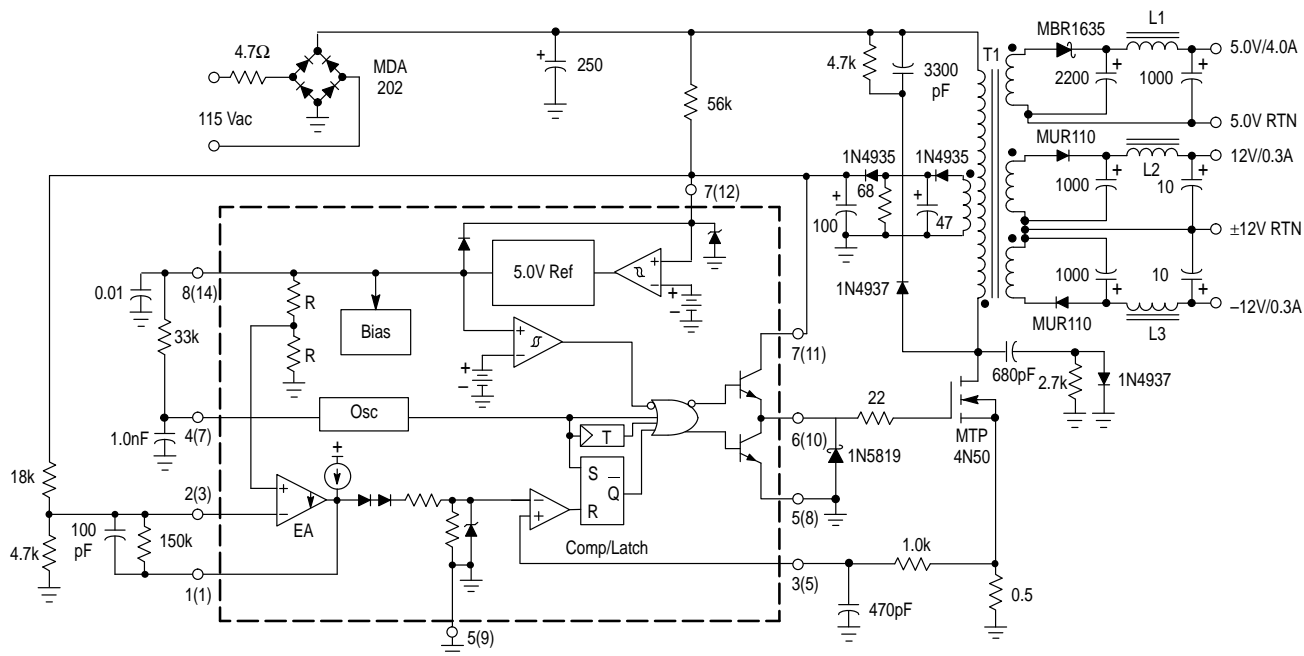 4.7Ω
MDA
202
115 Vac
+
250
56k
4.7k
3300
pF
T1
MBR1635
L1
5.0V/4.0A
+
2200
1000
+
5.0V RTN
MUR110
12V/0.3A
+
1000
L2
10
+
±12V RTN
1000
+
10
+
MUR110
L3
–12V/0.3A
1N4935
1N4935
68
+
100
+
47
1N4937
680pF
2.7k
1N4937
7(12)
5.0V Ref
+
–
+
–
8(14)
0.01
33k
R
R
Bias
+
–
+
–
7(11)
Osc
4(7)
1.0nF
T
S
Q
R
22
6(10)
1N5819
MTP
4N50
5(8)
18k
2(3)
+
–
EA
+
100
pF
150k
4.7k
1(1)
–
+
Comp/Latch
1.0k
3(5)
470pF
0.5
5(9)